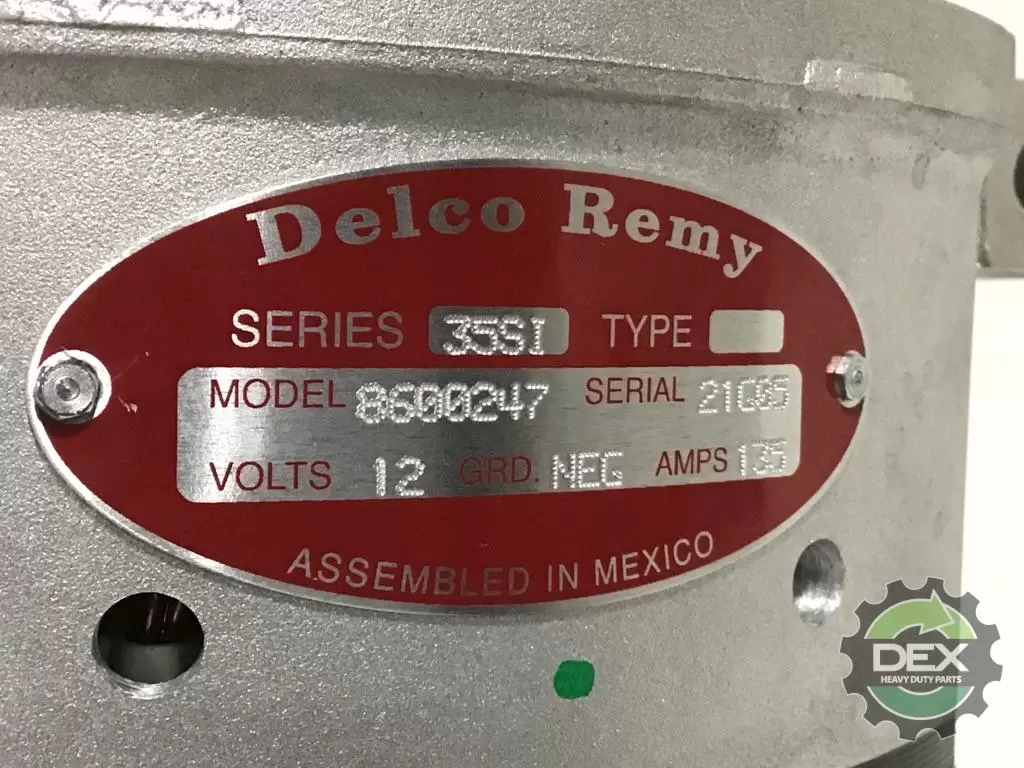 Delco Remy
SERIES 35SI TYPE
MODEL 8600247 SERIAL 21C05
VOLTS 12 GRD. NEG AMPS 135
ASSEMBLED IN MEXICO
DEX
HEAVY DUTY PARTS